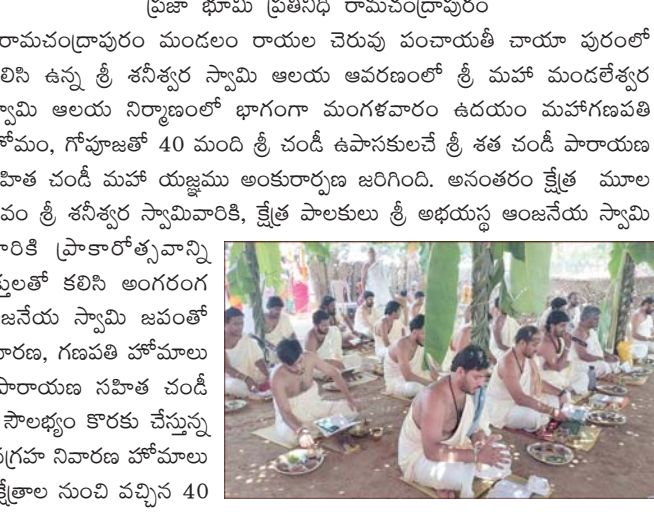 ప్రజా భూమి ప్రతినిధి రామచంద్రాపురం
రామచంద్రాపురం మండలం రాయల చెరువు పంచాయతీ చాయా పురంలో
లిసి ఉన్న శ్రీ శనీశ్వర స్వామి ఆలయ ఆవరణంలో శ్రీ మహా మండలేశ్వర
్వామి ఆలయ నిర్మాణంలో భాగంగా మంగళవారం ఉదయం మహాగణపతి
ోమం, గోపూజతో 40 మంది శ్రీ చండీ ఉపాసకులచే శ్రీ శత చండీ పారాయణ
హిత చండీ మహా యజ్ఞము అంకురార్పణ జరిగింది. అనంతరం క్షేత్ర మూల
వం శ్రీ శనీశ్వర స్వామివారికి, క్షేత్ర పాలకులు శ్రీ అభయస్థ ఆంజనేయ స్వామి
ారికి ప్రాకారోత్సవాన్ని
్తులతో కలిసి అంగరంగ
జనేయ స్వామి జపంతో
ారణ, గణపతి హోమాలు
పారాయణ సహిత చండీ
సౌలభ్యం కొరకు చేస్తున్న
గ్రహ నివారణ హోమాలు
క్షేత్రాల నుంచి వచ్చిన 40